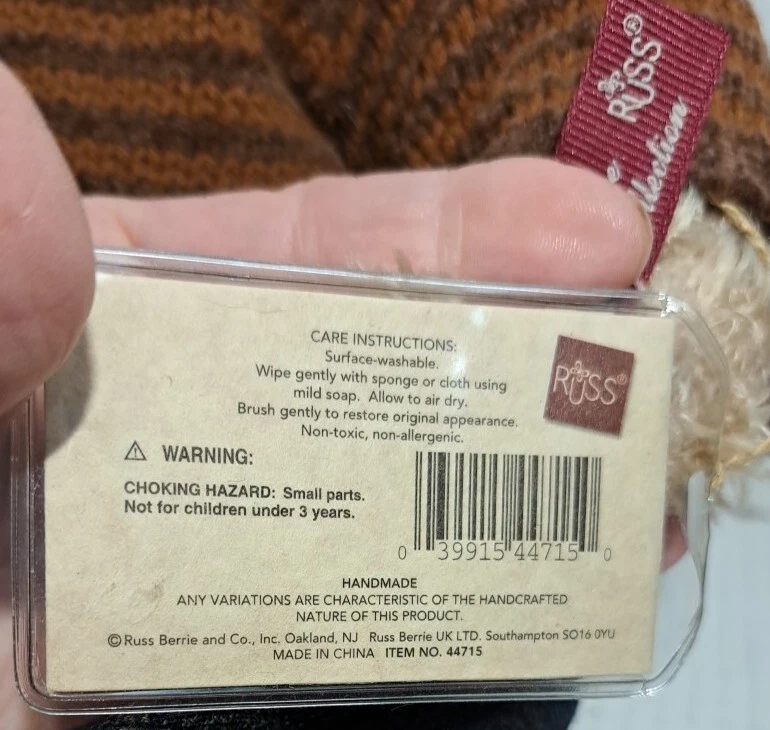 RUSS®
e
llection
CARE INSTRUCTIONS:
Surface-washable.
Wipe gently with sponge or cloth using
mild soap. Allow to air dry.
Brush gently to restore original appearance.
Non-toxic, non-allergenic.
RUSS®
⚠ WARNING:
CHOKING HAZARD: Small parts.
Not for children under 3 years.
0 39915 44715 0
HANDMADE
ANY VARIATIONS ARE CHARACTERISTIC OF THE HANDCRAFTED
NATURE OF THIS PRODUCT.
© Russ Berrie and Co., Inc. Oakland, NJ Russ Berrie UK LTD. Southampton SO16 0YU
MADE IN CHINA ITEM NO. 44715